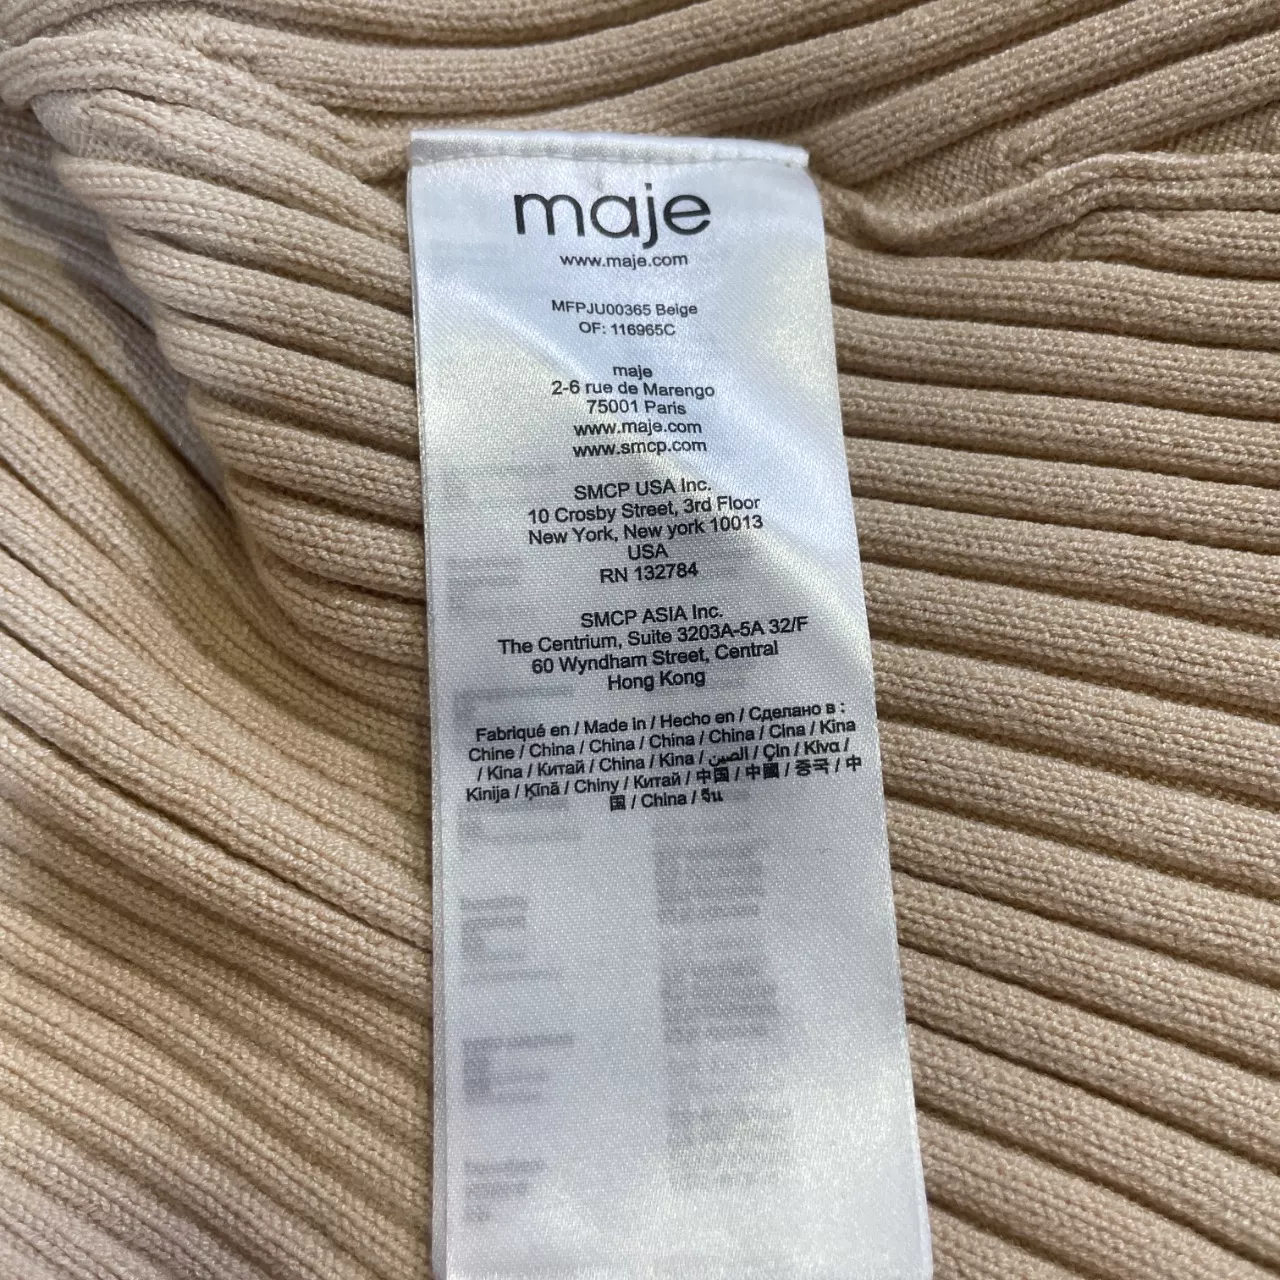 maje
www.maje.com
MFPJU00365 Beige
OF: 116965C
maje
2-6 rue de Marengo
75001 Paris
www.maje.com
www.smcp.com
SMCP USA Inc.
10 Crosby Street, 3rd Floor
New York, New york 10013
USA
RN 132784
SMCP ASIA Inc.
The Centrium, Suite 3203A-5A 32/F
60 Wyndham Street, Central
Hong Kong
Fabriqué en / Made in / Hecho en / Сделано в :
Chine / China / China / China / China / Cina / Kina
/ Kina / Китай / China / Kina / الصين / Çin / Kίνα /
Kinija / Ķīnā / Chiny / Китай / 中国 / 中國 / 중국 / 中
国 / China / จีน